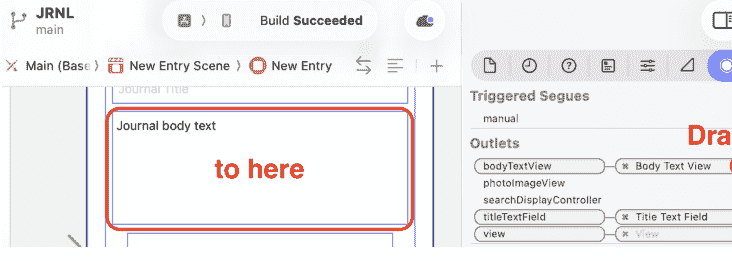 JRNL
main
Build Succeeded
Main (Base
New Entry Scene
New Entry
Journal Title
Journal body text
to here
Triggered Segues
manual
Dra
Outlets
bodyTextView
Body Text View
photoImageView
searchDisplayController
titleTextField
Title Text Field
view
View